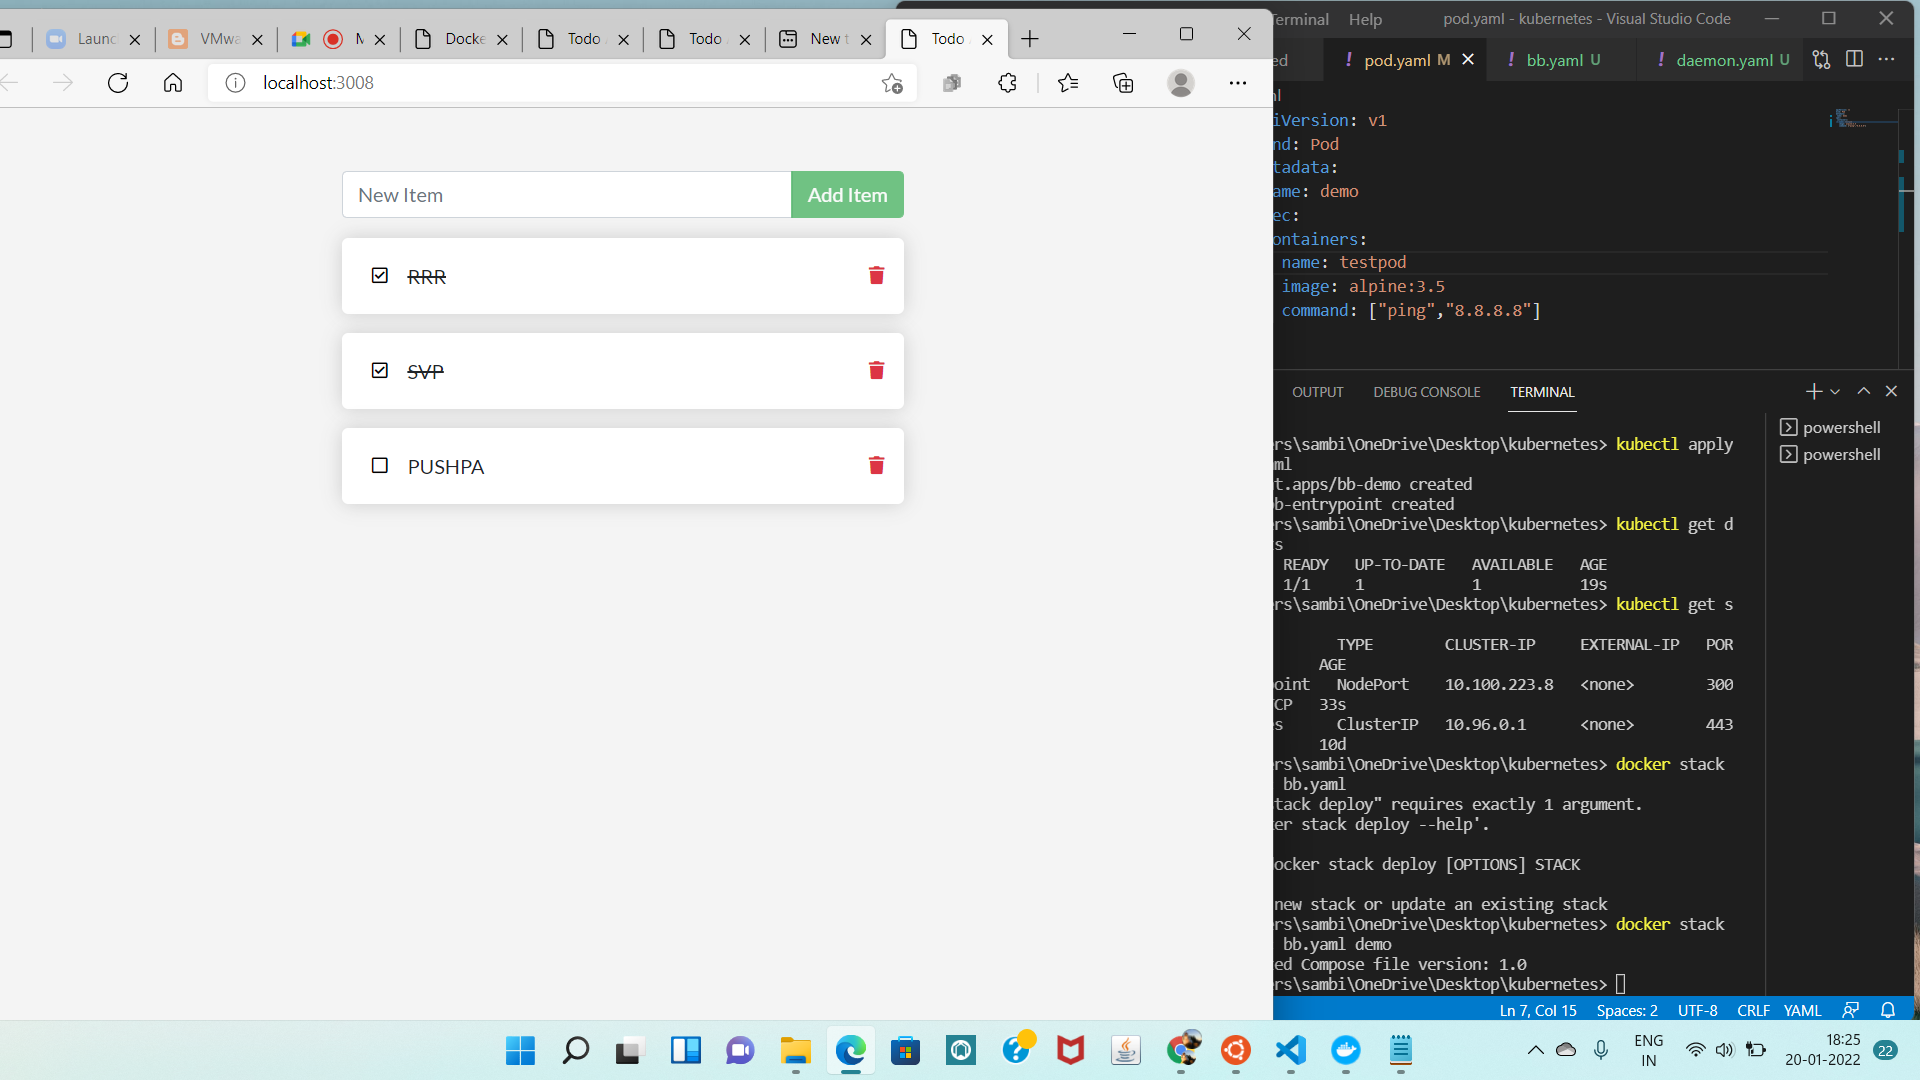 Launc
VMwa
M
Docke
Todo
Todo
New t
Todo
localhost:3008
New Item
Add Item
RRR
SVP
PUSHPA
Terminal Help pod.yaml - kubernetes - Visual Studio Code
ed
! pod.yaml M
! bb.yaml U
! daemon.yaml U
ml
iVersion: v1
nd: Pod
tadata:
ame: demo
ec:
ontainers:
name: testpod
image: alpine:3.5
command: ["ping","8.8.8.8"]
OUTPUT DEBUG CONSOLE TERMINAL
powershell
powershell
ers\sambi\OneDrive\Desktop\kubernetes> kubectl apply
ml
t.apps/bb-demo created
b-entrypoint created
ers\sambi\OneDrive\Desktop\kubernetes> kubectl get d
s
READY UP-TO-DATE AVAILABLE AGE
1/1 1 1 19s
ers\sambi\OneDrive\Desktop\kubernetes> kubectl get s
TYPE CLUSTER-IP EXTERNAL-IP POR
AGE
oint NodePort 10.100.223.8 <none> 300
CP 33s
s ClusterIP 10.96.0.1 <none> 443
10d
ers\sambi\OneDrive\Desktop\kubernetes> docker stack
bb.yaml
tack deploy" requires exactly 1 argument.
er stack deploy --help'.
docker stack deploy [OPTIONS] STACK
new stack or update an existing stack
ers\sambi\OneDrive\Desktop\kubernetes> docker stack
bb.yaml demo
ed Compose file version: 1.0
ers\sambi\OneDrive\Desktop\kubernetes>
Ln 7, Col 15 Spaces: 2 UTF-8 CRLF YAML
ENG
IN
18:25
20-01-2022
22